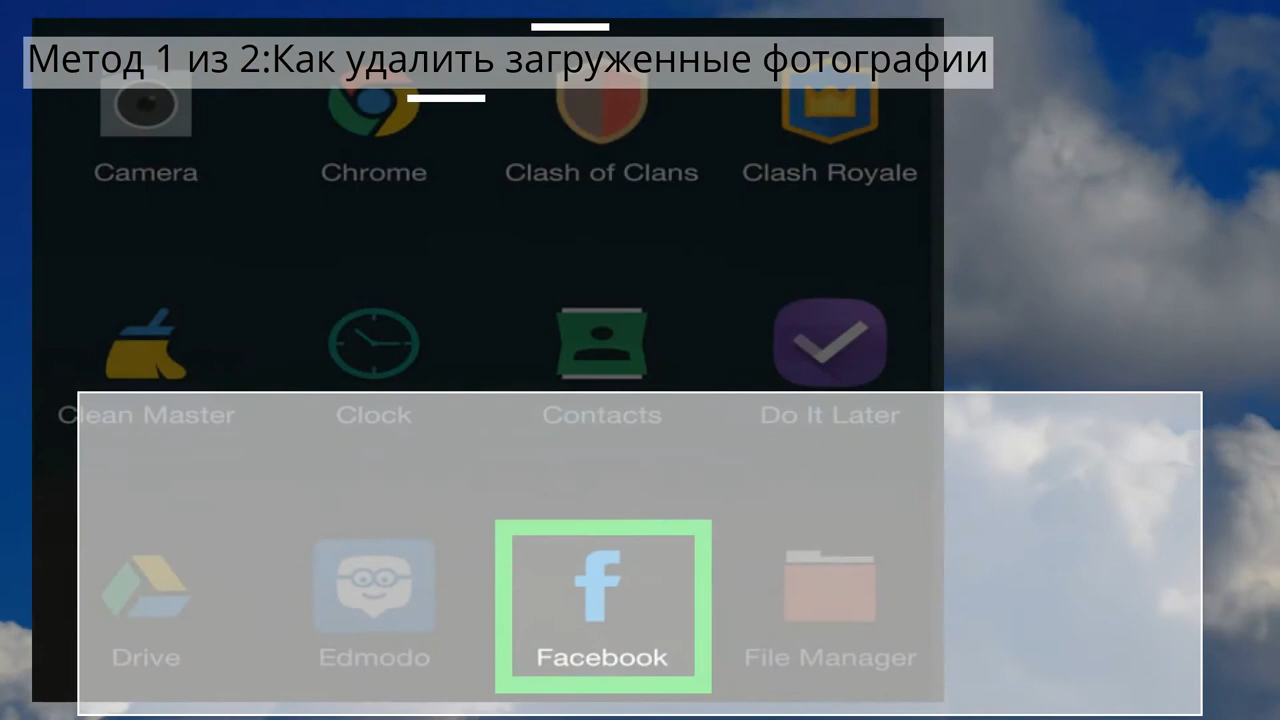 Метод 1 из 2:Как удалить загруженные фотографии
Camera Chrome Clash of Clans Clash Royale
Clean Master Clock Contacts Do It Later
Drive Edmodo Facebook File Manager